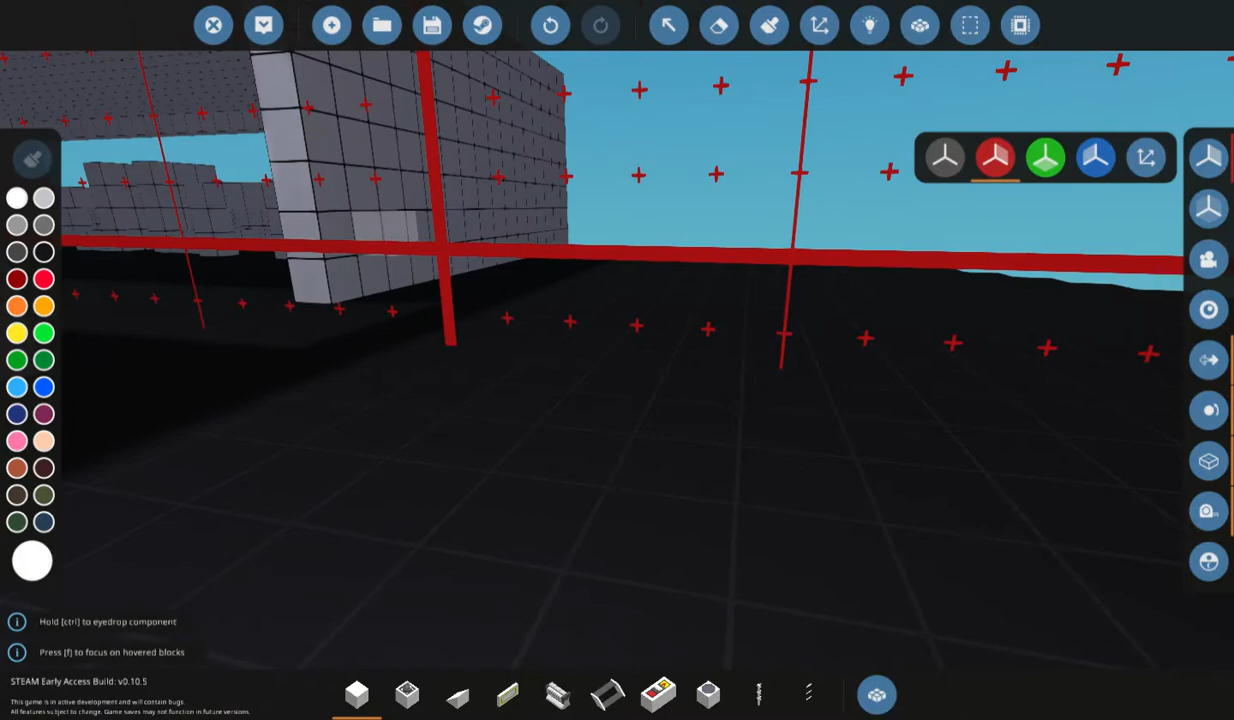 Hold [ctrl] to eyedrop component
Press [f] to focus on hovered blocks
STEAM Early Access Build: v0.10.5
This game is in active development and will contain bugs.
All features subject to change. Game saves may not function in future versions.